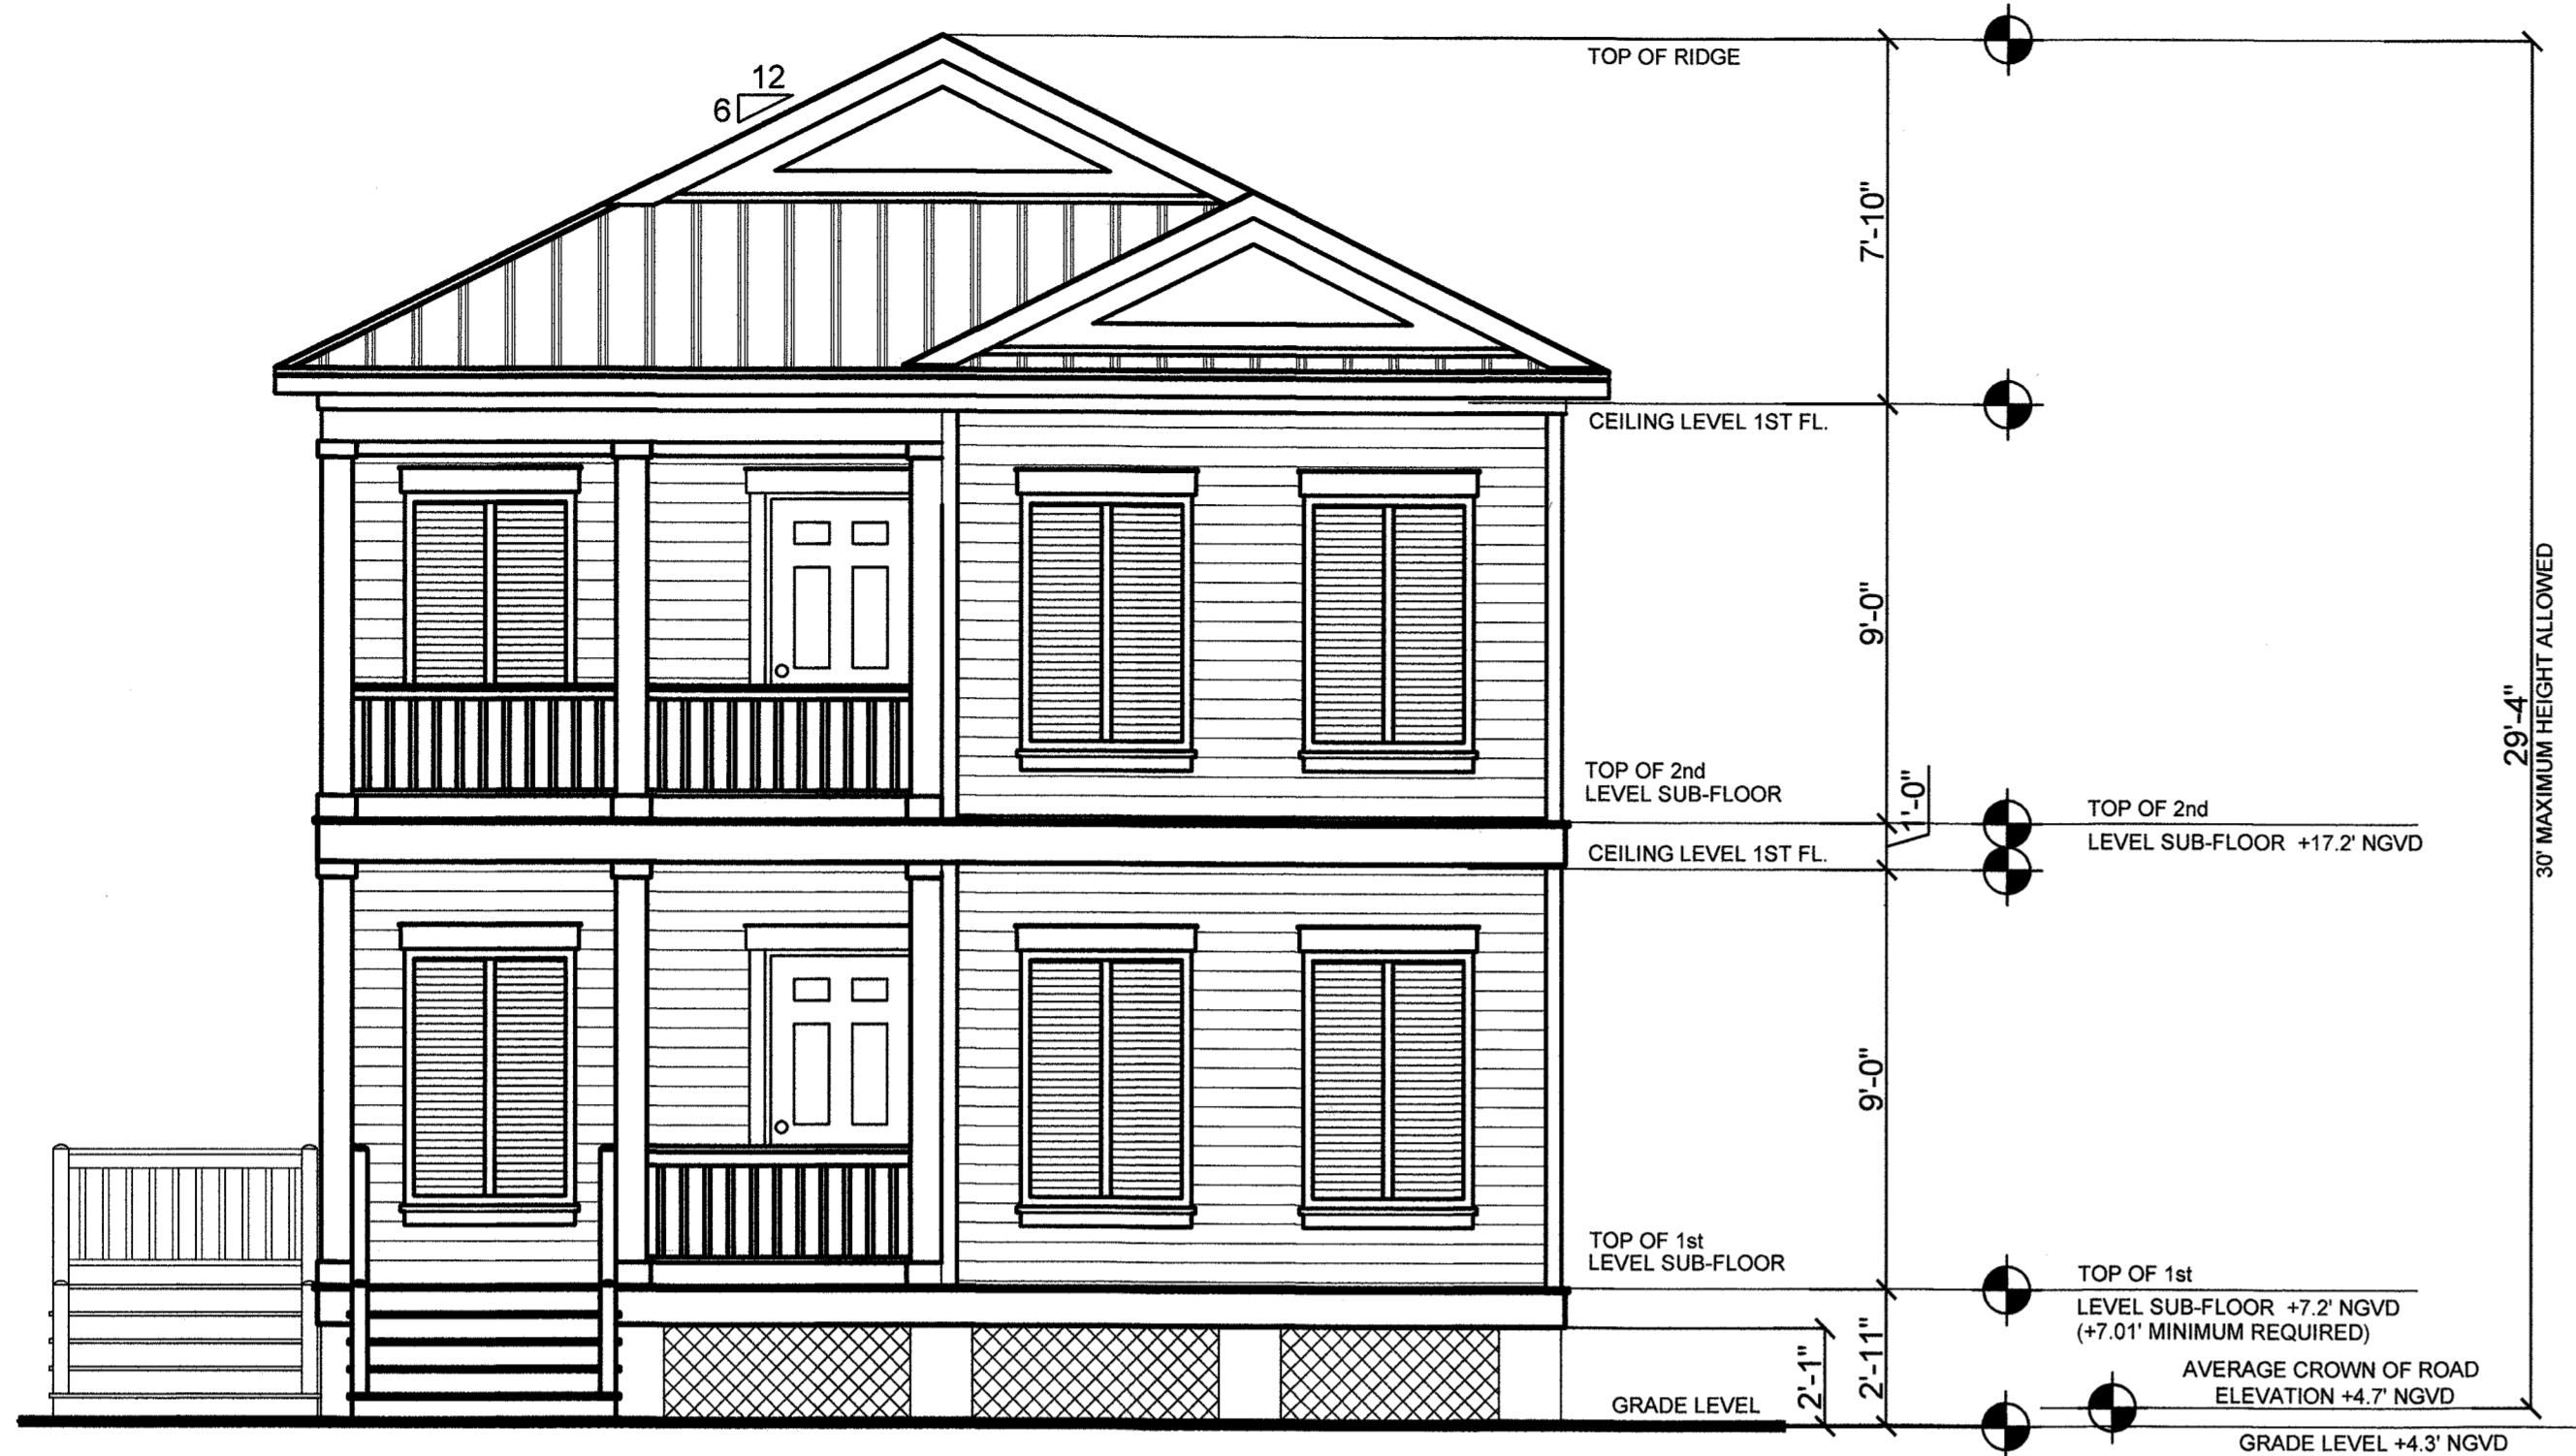 12
6
TOP OF RIDGE
7'-10"
CEILING LEVEL 1ST FL.
9'-0"
30' MAXIMUM HEIGHT ALLOWED
29'-4"
TOP OF 2nd
LEVEL SUB-FLOOR
1'-0"
TOP OF 2nd
LEVEL SUB-FLOOR +17.2' NGVD
CEILING LEVEL 1ST FL.
9'-0"
TOP OF 1st
LEVEL SUB-FLOOR
TOP OF 1st
LEVEL SUB-FLOOR +7.2' NGVD
(+7.01' MINIMUM REQUIRED)
2'-1"
2'-11"
AVERAGE CROWN OF ROAD
ELEVATION +4.7' NGVD
GRADE LEVEL
GRADE LEVEL +4.3' NGVD